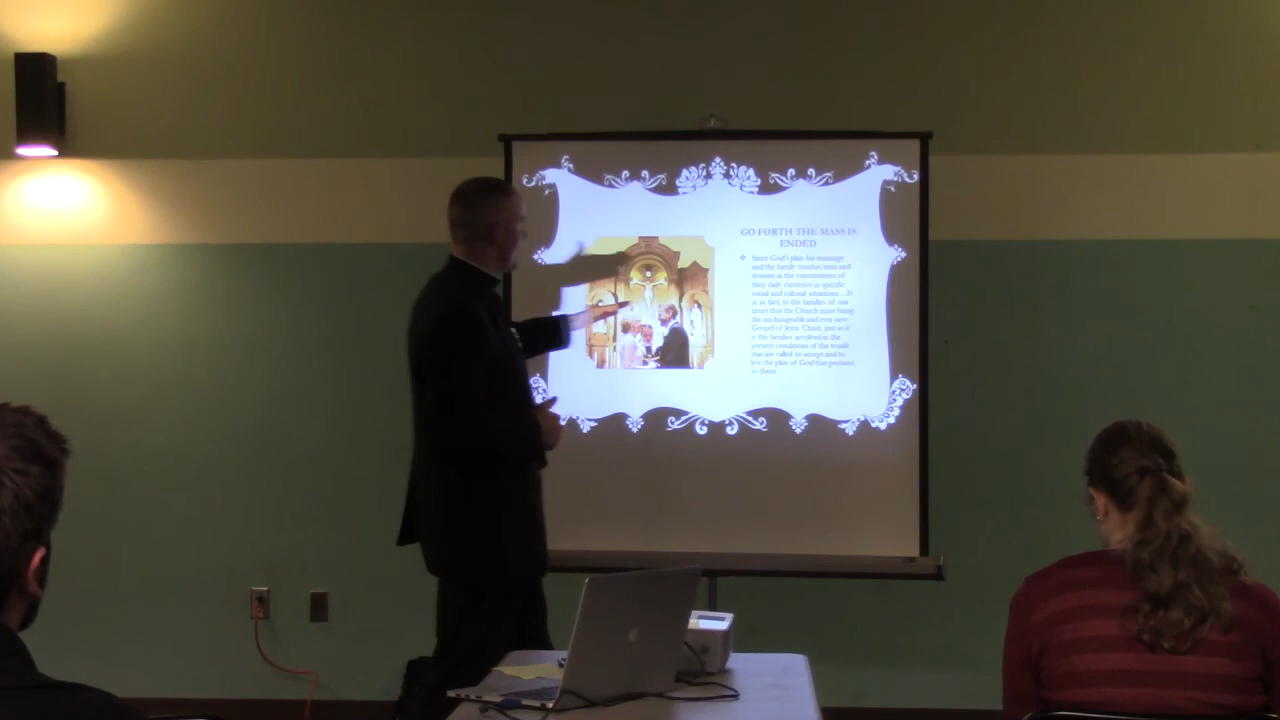 GO FORTH THE MASS IS
ENDED
❖ Since God's plan for marriage
and the family touches men and
women in the concreteness of
their daily existence in specific
social and cultural situations…It
is, in fact, to the families of our
times that the Church must bring
the unchangeable and ever new
Gospel of Jesus Christ, just as it
is the families involved in the
present conditions of the world
that are called to accept and to
live the plan of God that pertains
to them.